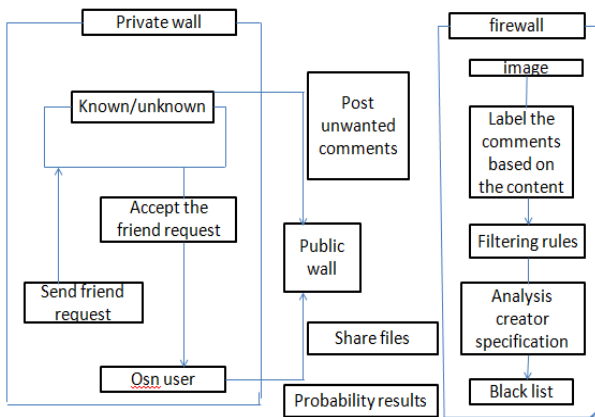 Private wall
Known/unknown
Accept the
friend request
Send friend
request
Osn user
Post
unwanted
comments
Public
wall
Share files
Probability results
firewall
image
Label the
comments
based on
the content
Filtering rules
Analysis
creator
specification
Black list